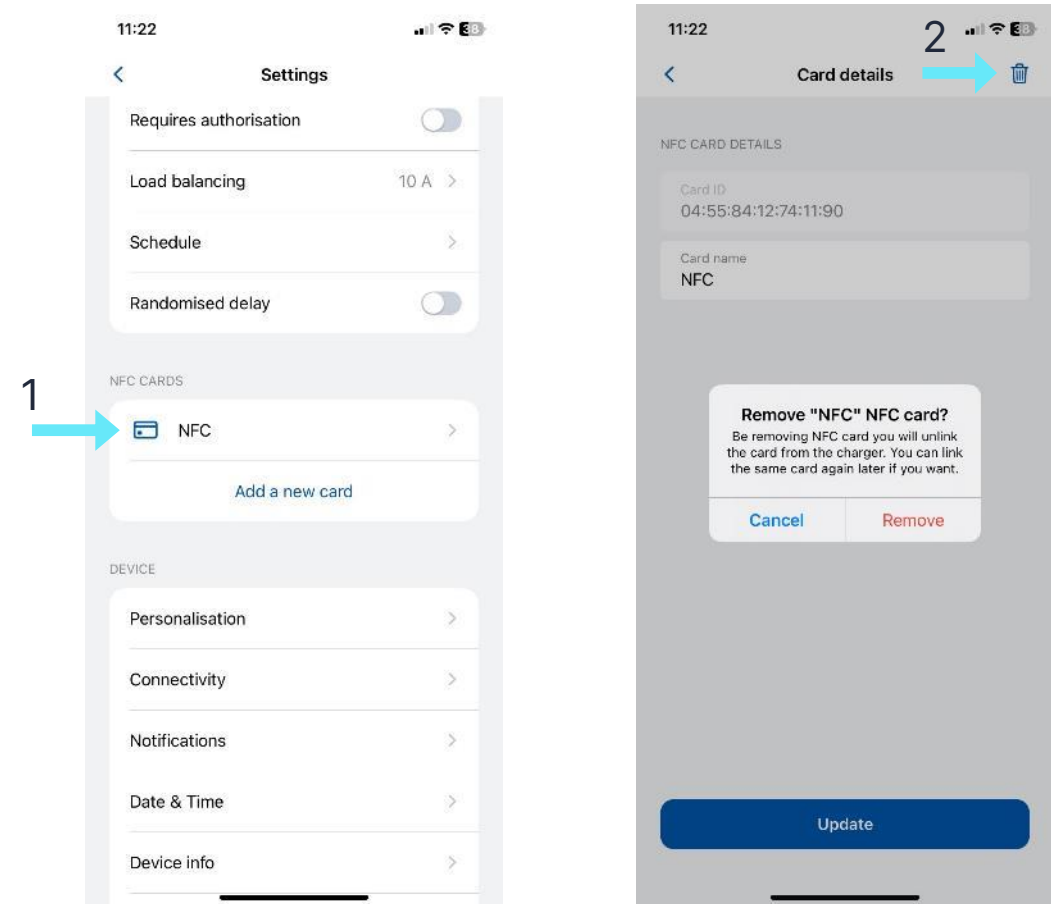 11:22
38
Settings
Requires authorisation
Load balancing
10 A
Schedule
Randomised delay
NFC CARDS
1
NFC
Add a new card
DEVICE
Personalisation
Connectivity
Notifications
Date & Time
Device info
11:22
2
38
Card details
NFC CARD DETAILS
Card ID
04:55:84:12:74:11:90
Card name
NFC
Remove "NFC" NFC card?
Be removing NFC card you will unlink
the card from the charger. You can link
the same card again later if you want.
Cancel
Remove
Update